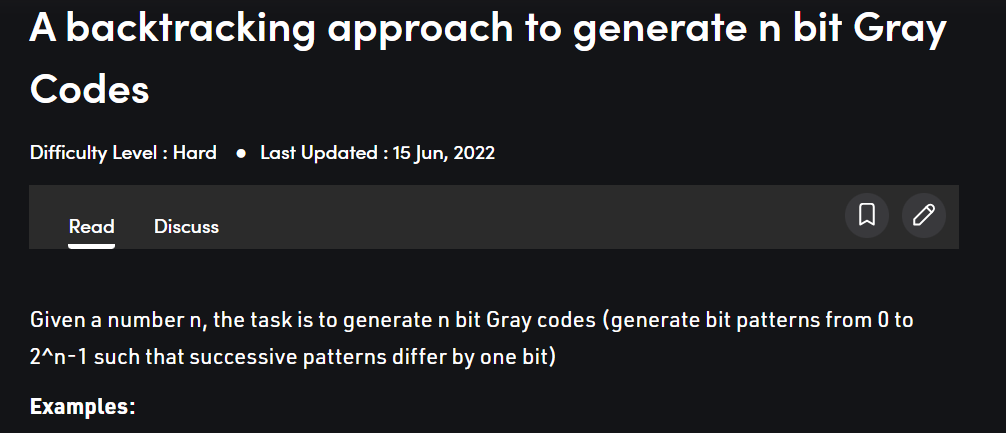 A backtracking approach to generate n bit Gray
Codes
Difficulty Level : Hard ● Last Updated : 15 Jun, 2022
Read Discuss
Given a number n, the task is to generate n bit Gray codes (generate bit patterns from 0 to
2^n-1 such that successive patterns differ by one bit)
Examples: